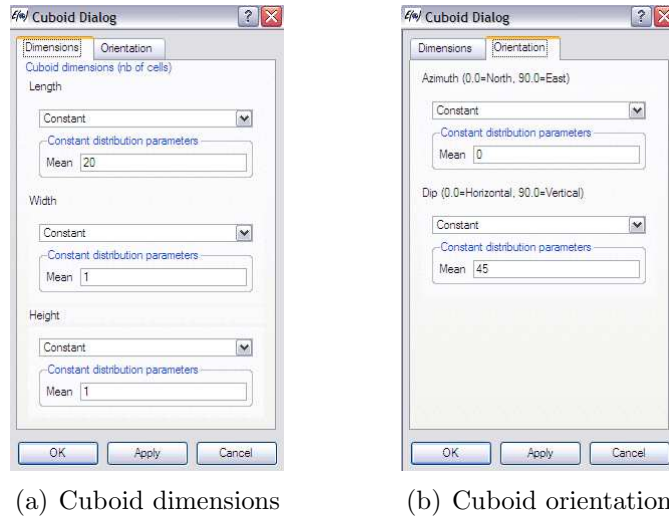 Cuboid Dialog
Dimensions Orientation
Cuboid dimensions (nb of cells)
Length
Constant
Constant distribution parameters
Mean 20
Width
Constant
Constant distribution parameters
Mean 1
Height
Constant
Constant distribution parameters
Mean 1
OK Apply Cancel
(a) Cuboid dimensions
Cuboid Dialog
Dimensions Orientation
Azimuth (0.0=North, 90.0=East)
Constant
Constant distribution parameters
Mean 0
Dip (0.0=Horizontal, 90.0=Vertical)
Constant
Constant distribution parameters
Mean 45
OK Apply Cancel
(b) Cuboid orientation